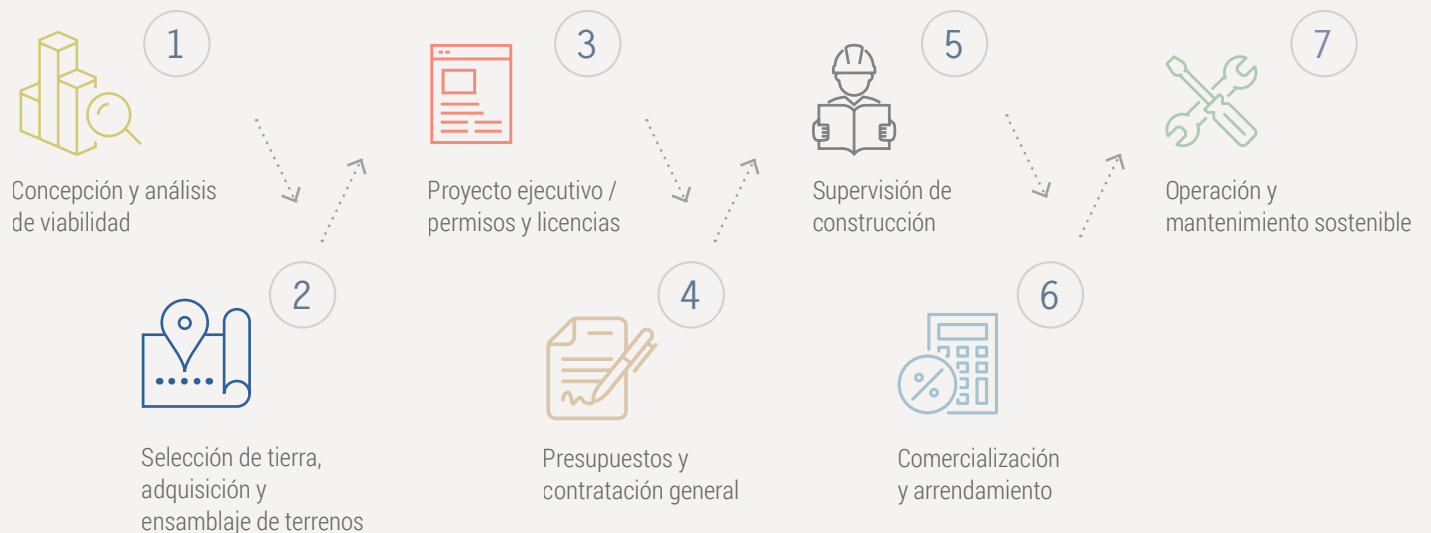 1
Concepción y análisis
de viabilidad
2
Selección de tierra,
adquisición y
ensamblaje de terrenos
3
Proyecto ejecutivo /
permisos y licencias
4
Presupuestos y
contratación general
5
Supervisión de
construcción
6
Comercialización
y arrendamiento
7
Operación y
mantenimiento sostenible